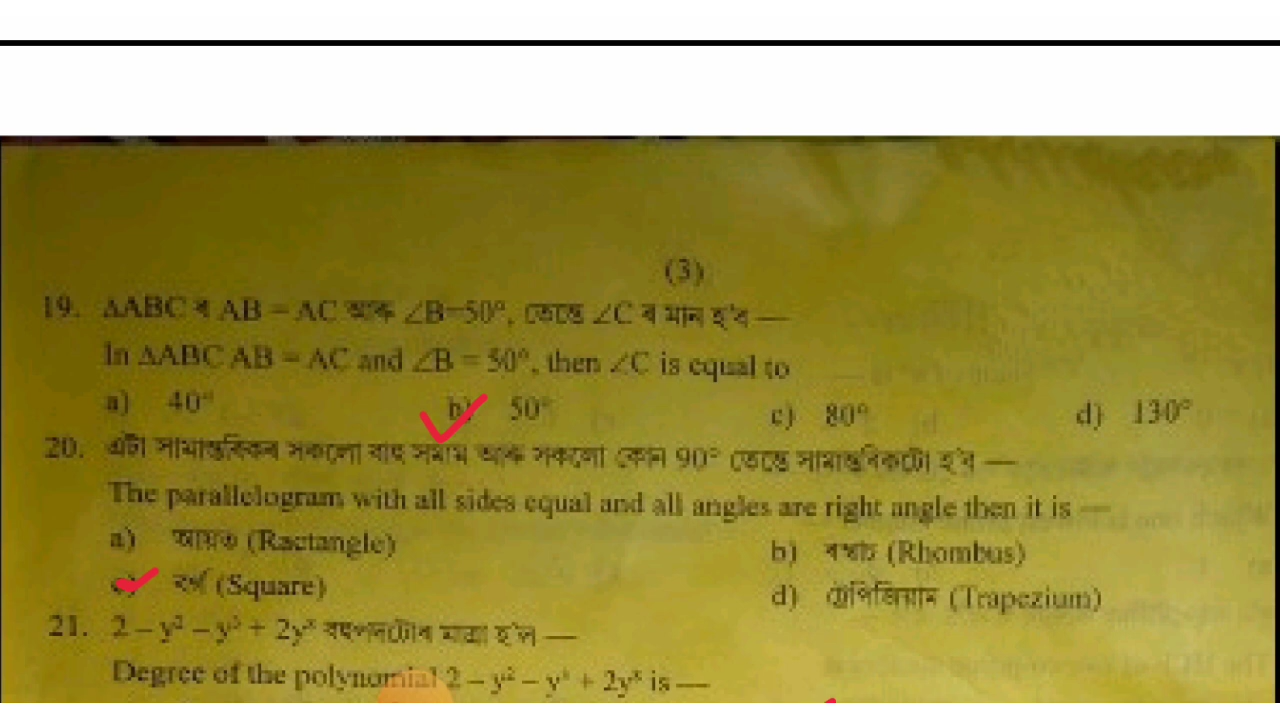 (3)
19. ΔABC ৰ AB = AC আৰু ∠B=50°, তেন্তে ∠C ৰ মান হ'ব —
In ΔABC AB = AC and ∠B = 50°, then ∠C is equal to
a) 40° b) 50° c) 80° d) 130°
20. এটা সামান্তৰিকৰ সকলো বাহু সমান আৰু সকলো কোণ 90° তেন্তে সামান্তৰিকটো হ'ব —
The parallelogram with all sides equal and all angles are right angle then it is —
a) আয়ত (Ractangle) b) ৰম্বাচ (Rhombus)
c) বৰ্গ (Square) d) ট্ৰেপিজিয়াম (Trapezium)
21. 2 – y² – y³ + 2y⁸ বহুপদটোৰ মাত্ৰা হ'ল —
Degree of the polynomial 2 – y² – y³ + 2y⁸ is —